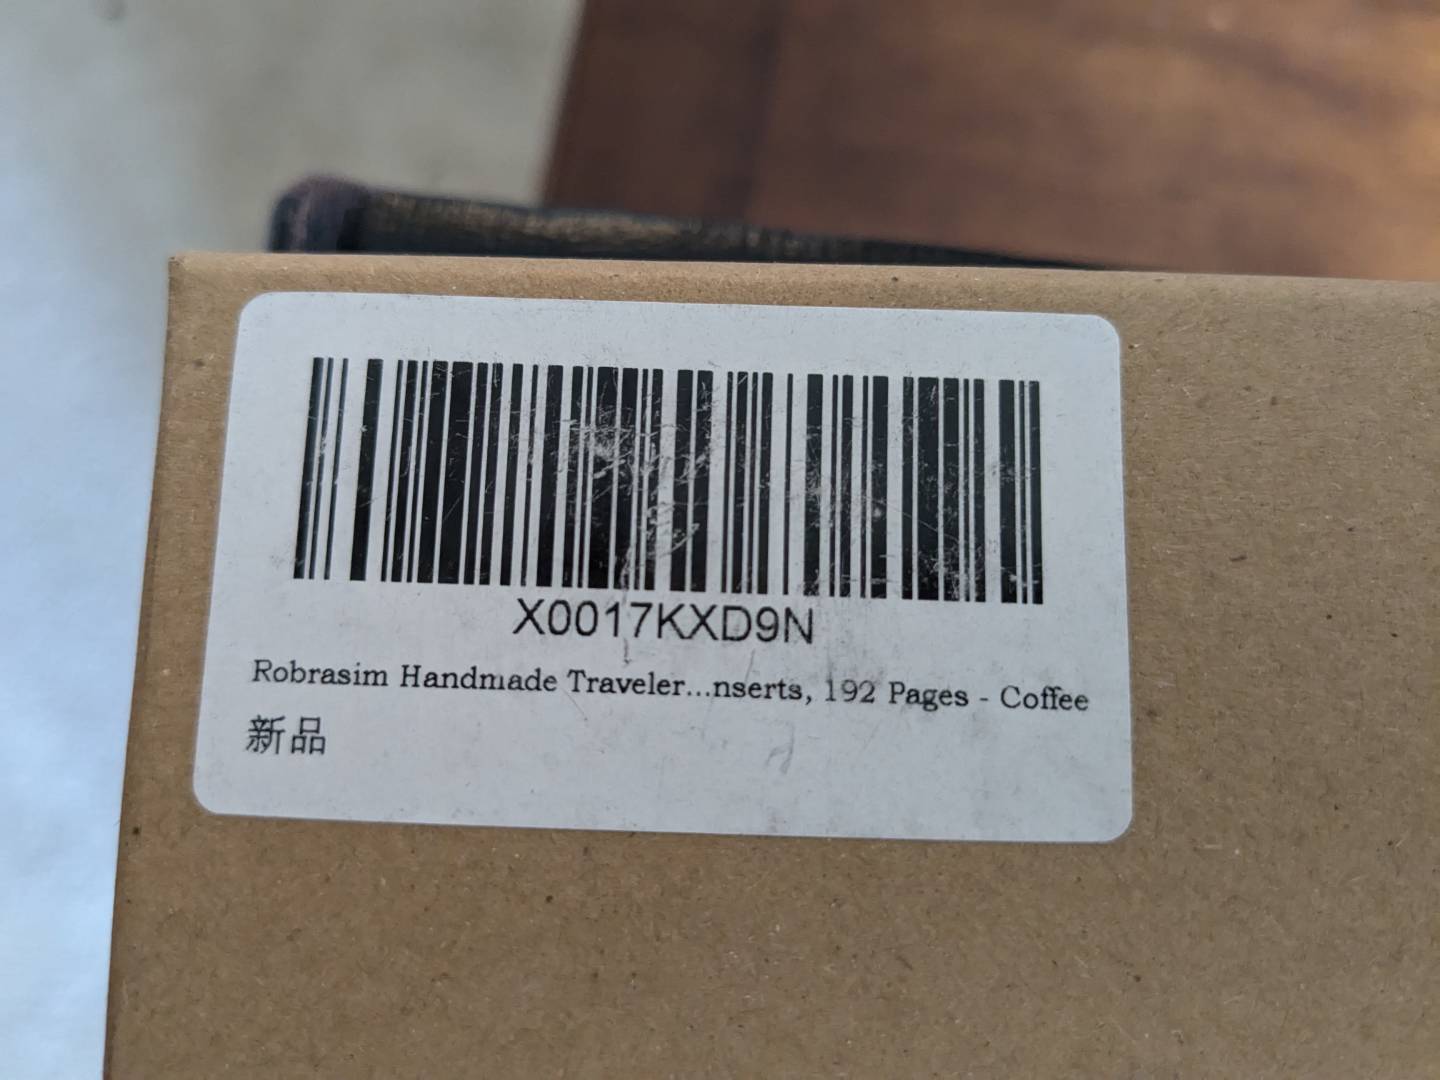 X0017KXD9N
Robrasim Handmade Traveler...nserts, 192 Pages - Coffee
新品